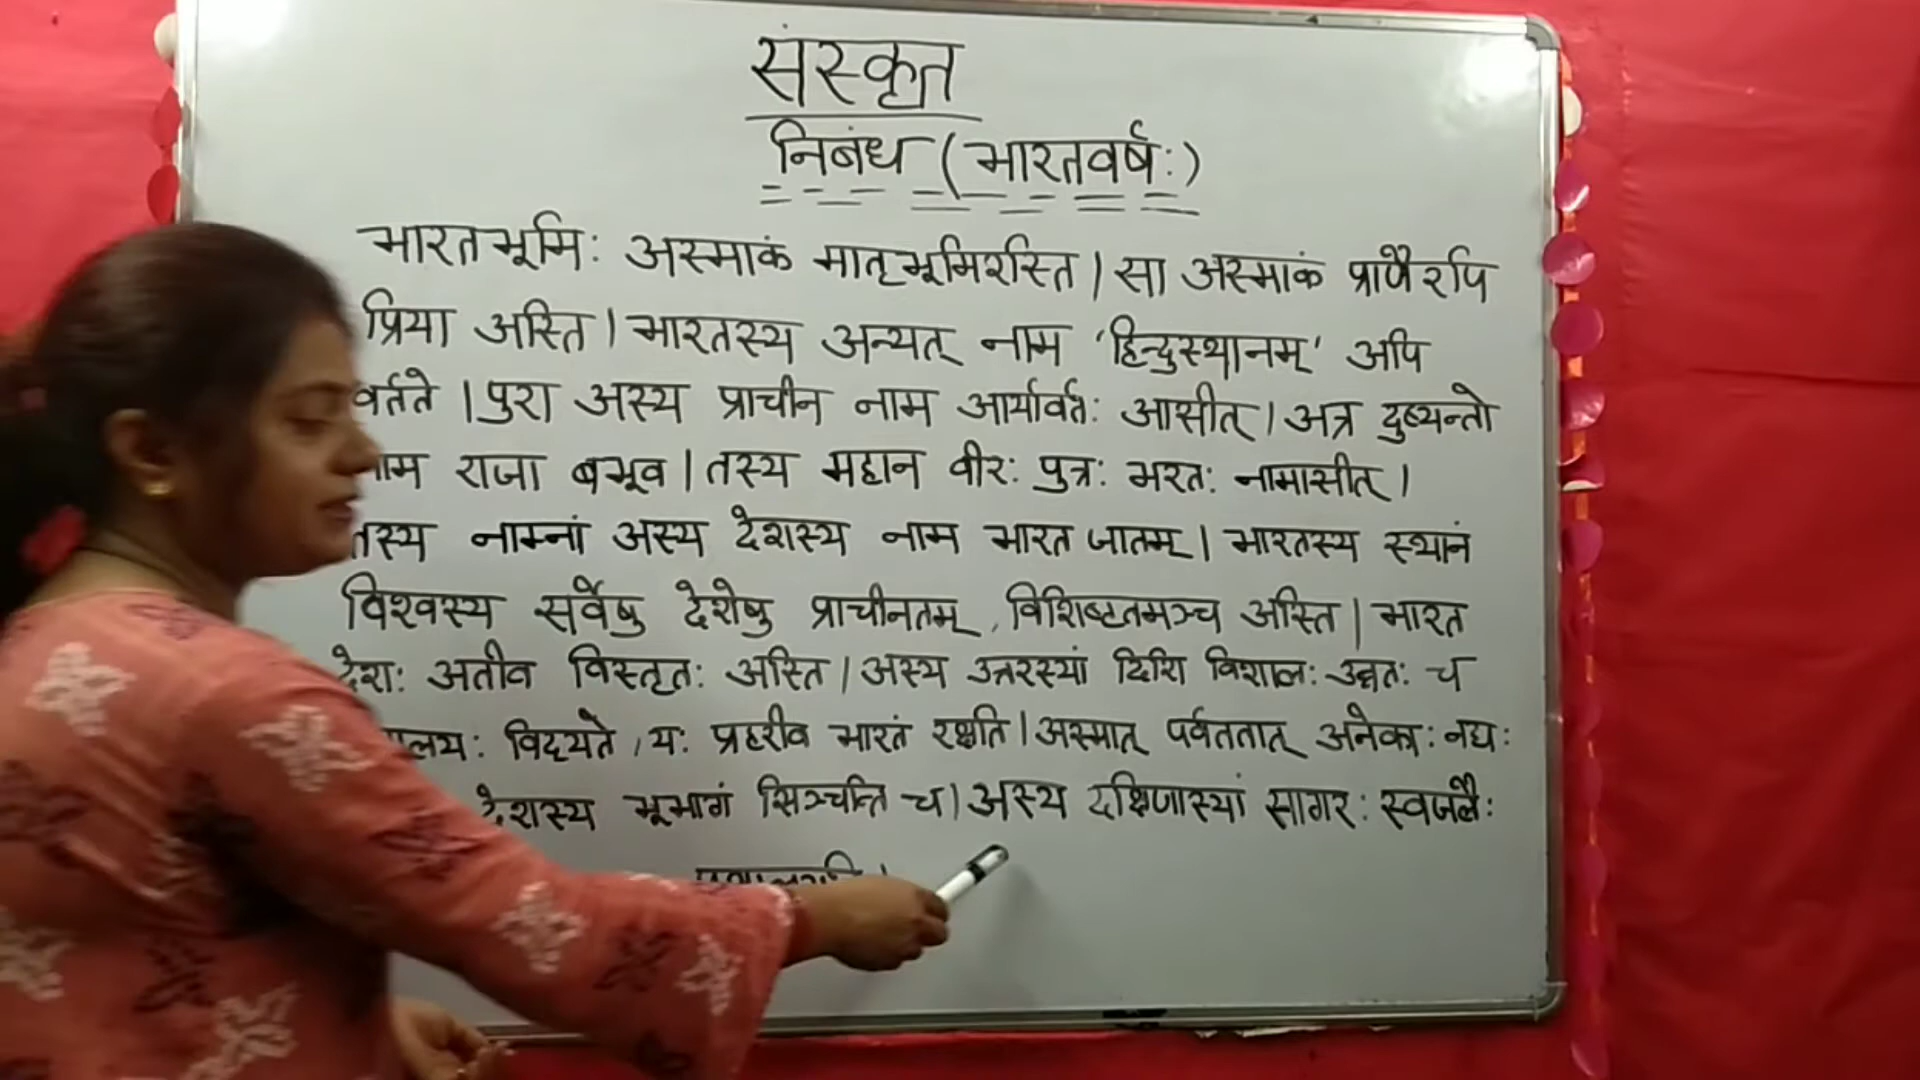 संस्कृत
निबंध (भारतवर्ष:)
भारतभूमि: अस्माकं मातृभूमिरस्ति । सा अस्माकं प्राणैरपि
प्रिया अस्ति । भारतस्य अन्यत् नाम 'हिन्दुस्थानम्' अपि
वर्तते । पुरा अस्य प्राचीन नाम आर्यावर्त: आसीत् । अत्र दुष्यन्तो
राजा बभूव । तस्य महान वीर: पुत्र: भरत: नामासीत् ।
तस्य नाम्नां अस्य देशस्य नाम भारत जातम् । भारतस्य स्थानं
विश्वस्य सर्वेषु देशेषु प्राचीनतम्, विशिष्टतमञ्च अस्ति । भारत
देश: अतीव विस्तृत: अस्ति । अस्य उत्तरस्यां दिशि विशाल: उन्नत: च
विद्यते, य: प्रहरीव भारतं रक्षति । अस्मात् पर्वततात् अनेका: नद्य:
देशस्य भूभागं सिञ्चन्ति च । अस्य दक्षिणास्यां सागर: स्वजलै: